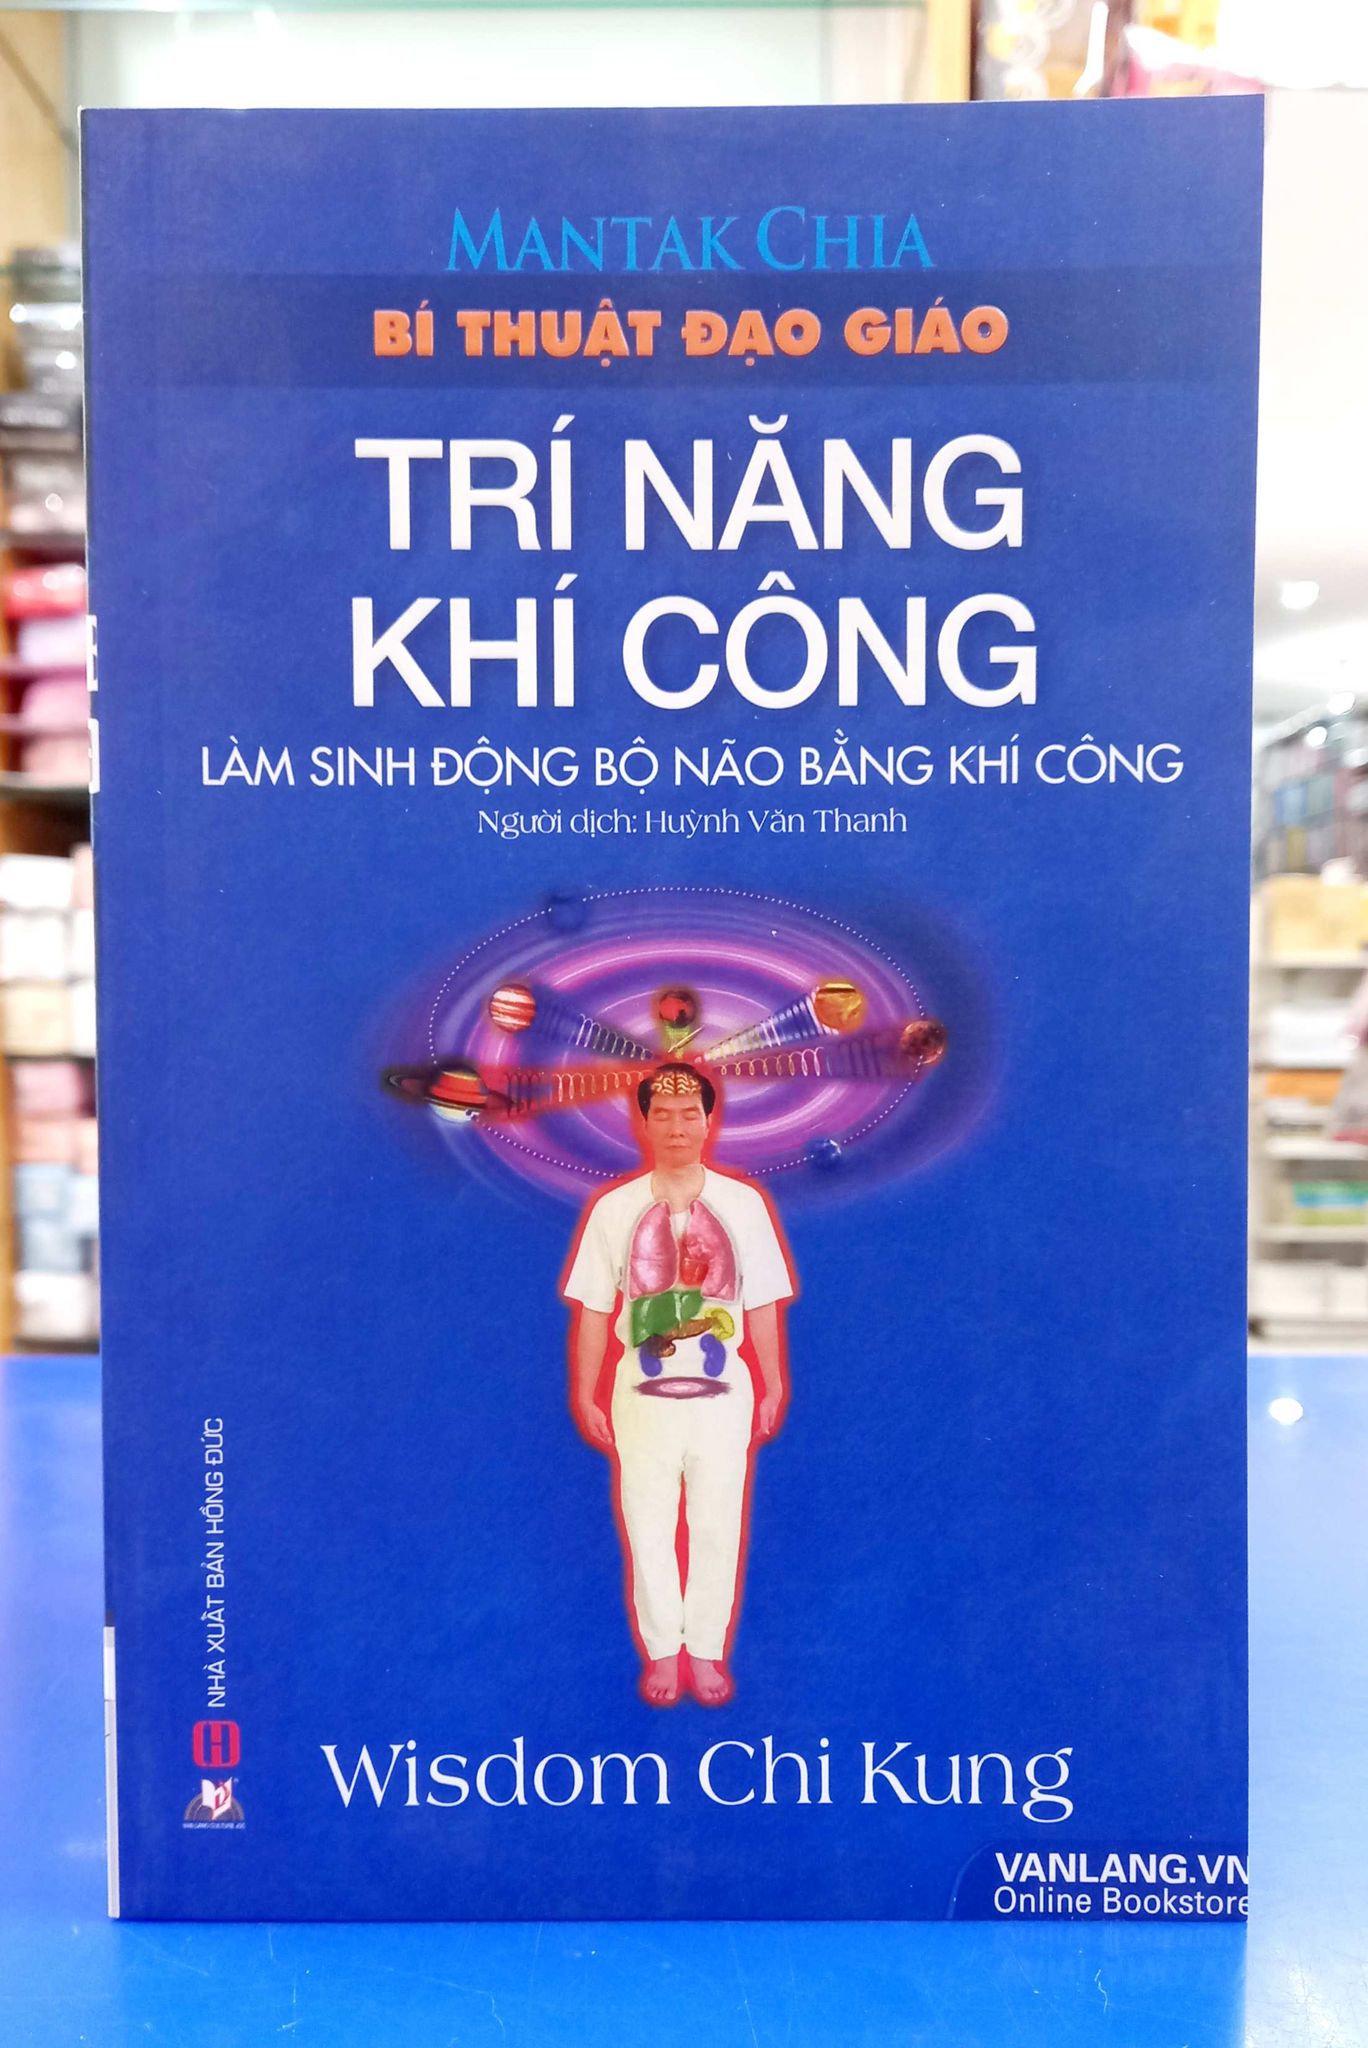 MANTAK CHIA
BÍ THUẬT ĐẠO GIÁO
TRÍ NĂNG
KHÍ CÔNG
LÀM SINH ĐỘNG BỘ NÃO BẰNG KHÍ CÔNG
Người dịch: Huỳnh Văn Thanh
NHÀ XUẤT BẢN HỒNG ĐỨC
H
Wisdom Chi Kung
VANLANG.VN
Online Bookstore